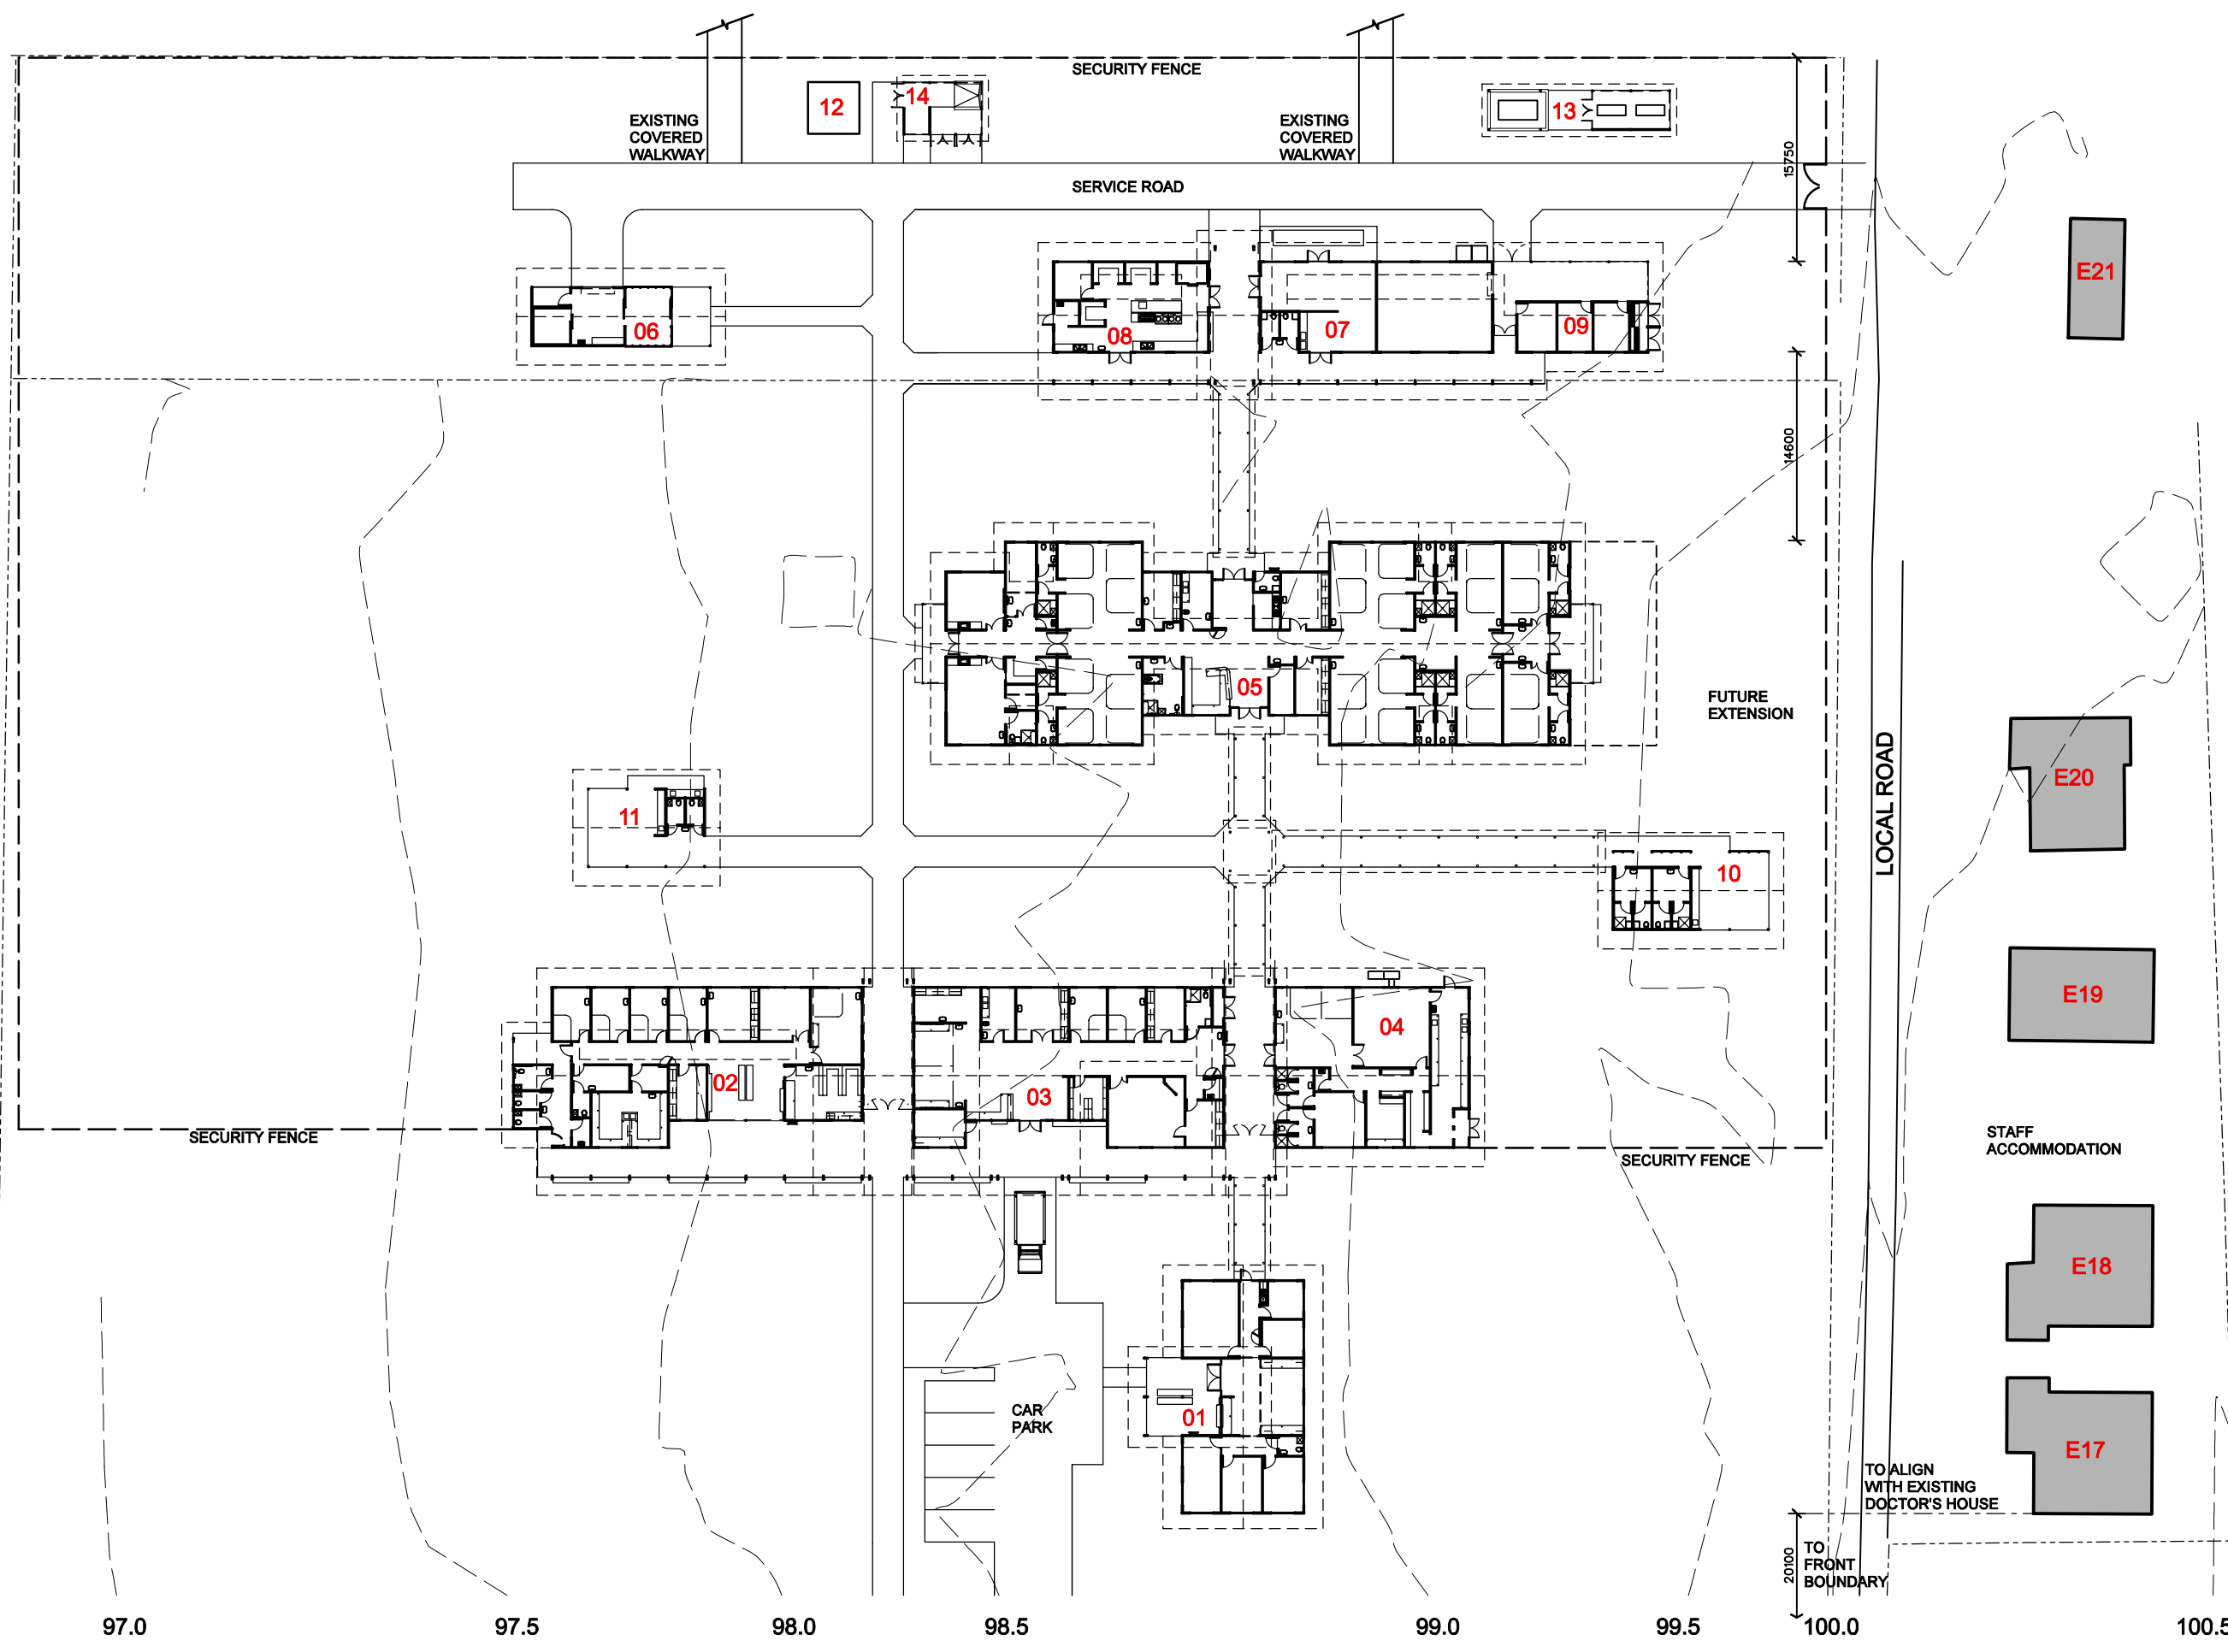 SECURITY FENCE
12
14
13
EXISTING
COVERED
WALKWAY
EXISTING
COVERED
WALKWAY
15750
SERVICE ROAD
E21
06
08
07
09
14600
05
FUTURE
EXTENSION
LOCAL ROAD
E20
11
10
E19
02
03
04
SECURITY FENCE
SECURITY FENCE
STAFF
ACCOMMODATION
E18
CAR
PARK
01
E17
TO ALIGN
WITH EXISTING
DOCTOR'S HOUSE
20100
TO
FRONT
BOUNDARY
97.0
97.5
98.0
98.5
99.0
99.5
100.0
100.5